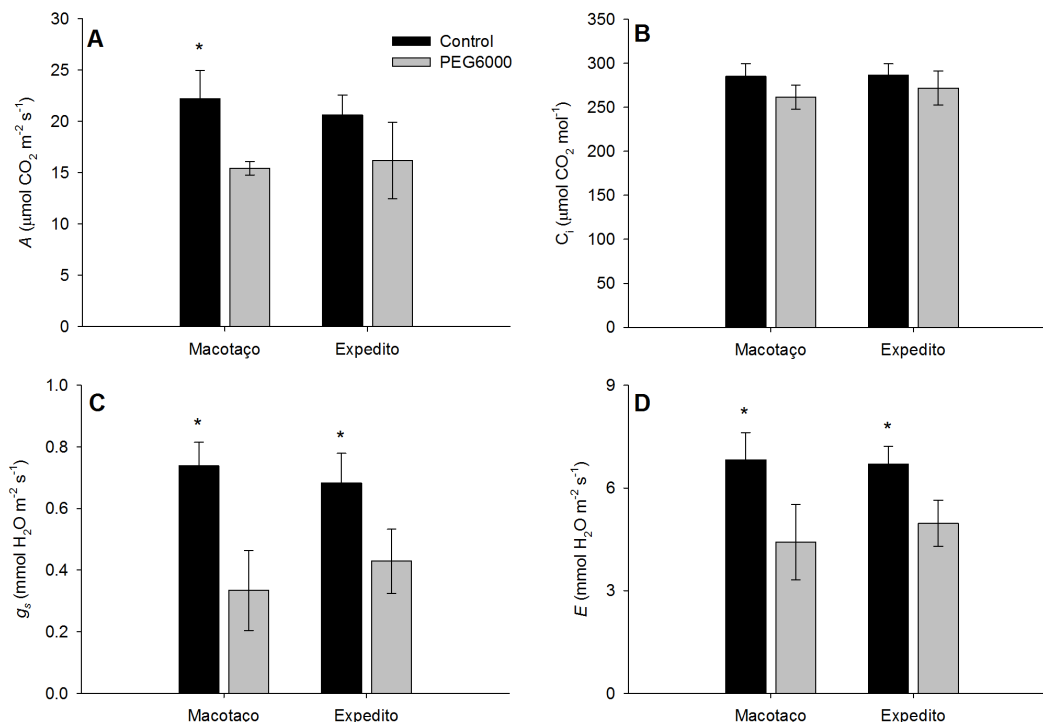 A
*
Control
PEG6000
30
25
20
15
10
5
0
A (μmol CO₂ m⁻² s⁻¹)
Macotaço
Expedito
B
350
300
250
200
150
100
50
0
Cᵢ (μmol CO₂ mol⁻¹)
Macotaço
Expedito
C
*
*
1.0
0.8
0.6
0.4
0.2
0.0
gₛ (mmol H₂O m⁻² s⁻¹)
Macotaço
Expedito
D
*
*
9
6
3
0
E (mmol H₂O m⁻² s⁻¹)
Macotaço
Expedito